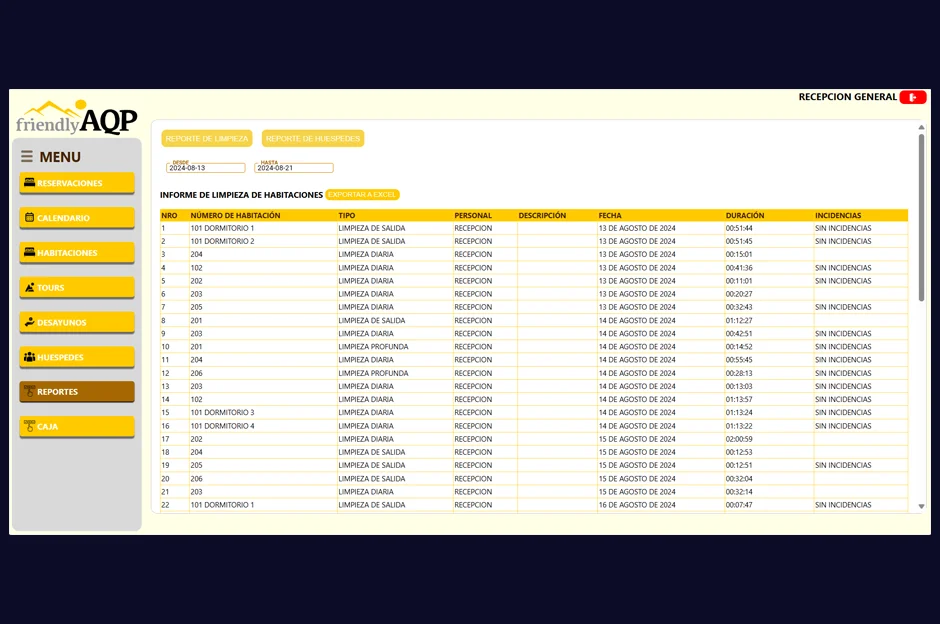 RECEPCION GENERAL
friendlyAQP
MENU
RESERVACIONES
CALENDARIO
HABITACIONES
TOURS
DESAYUNOS
HUESPEDES
REPORTES
CAJA
REPORTE DE LIMPIEZA REPORTE DE HUESPEDES
DESDE HASTA
2024-08-13 2024-08-21
INFORME DE LIMPIEZA DE HABITACIONES EXPORTAR A EXCEL
NRO NÚMERO DE HABITACIÓN TIPO PERSONAL DESCRIPCIÓN FECHA DURACIÓN INCIDENCIAS
1 101 DORMITORIO 1 LIMPIEZA DE SALIDA RECEPCION 13 DE AGOSTO DE 2024 00:51:44 SIN INCIDENCIAS
2 101 DORMITORIO 2 LIMPIEZA DE SALIDA RECEPCION 13 DE AGOSTO DE 2024 00:51:45 SIN INCIDENCIAS
3 204 LIMPIEZA DIARIA RECEPCION 13 DE AGOSTO DE 2024 00:15:01
4 102 LIMPIEZA DIARIA RECEPCION 13 DE AGOSTO DE 2024 00:41:36 SIN INCIDENCIAS
5 202 LIMPIEZA DIARIA RECEPCION 13 DE AGOSTO DE 2024 00:11:01 SIN INCIDENCIAS
6 203 LIMPIEZA DIARIA RECEPCION 13 DE AGOSTO DE 2024 00:20:27
7 205 LIMPIEZA DIARIA RECEPCION 13 DE AGOSTO DE 2024 00:32:43 SIN INCIDENCIAS
8 201 LIMPIEZA DE SALIDA RECEPCION 14 DE AGOSTO DE 2024 01:12:27
9 203 LIMPIEZA DIARIA RECEPCION 14 DE AGOSTO DE 2024 00:42:51 SIN INCIDENCIAS
10 201 LIMPIEZA PROFUNDA RECEPCION 14 DE AGOSTO DE 2024 00:14:52 SIN INCIDENCIAS
11 204 LIMPIEZA DIARIA RECEPCION 14 DE AGOSTO DE 2024 00:55:45 SIN INCIDENCIAS
12 206 LIMPIEZA PROFUNDA RECEPCION 14 DE AGOSTO DE 2024 00:28:13 SIN INCIDENCIAS
13 203 LIMPIEZA DIARIA RECEPCION 14 DE AGOSTO DE 2024 00:13:03 SIN INCIDENCIAS
14 102 LIMPIEZA DIARIA RECEPCION 14 DE AGOSTO DE 2024 01:13:57 SIN INCIDENCIAS
15 101 DORMITORIO 3 LIMPIEZA DIARIA RECEPCION 14 DE AGOSTO DE 2024 01:13:24 SIN INCIDENCIAS
16 101 DORMITORIO 4 LIMPIEZA DIARIA RECEPCION 14 DE AGOSTO DE 2024 01:13:22 SIN INCIDENCIAS
17 202 LIMPIEZA DIARIA RECEPCION 15 DE AGOSTO DE 2024 02:00:59
18 204 LIMPIEZA DE SALIDA RECEPCION 15 DE AGOSTO DE 2024 00:12:53
19 205 LIMPIEZA DE SALIDA RECEPCION 15 DE AGOSTO DE 2024 00:12:51 SIN INCIDENCIAS
20 206 LIMPIEZA DE SALIDA RECEPCION 15 DE AGOSTO DE 2024 00:32:04
21 203 LIMPIEZA DIARIA RECEPCION 15 DE AGOSTO DE 2024 00:32:14
22 101 DORMITORIO 1 LIMPIEZA DE SALIDA RECEPCION 16 DE AGOSTO DE 2024 00:07:47 SIN INCIDENCIAS